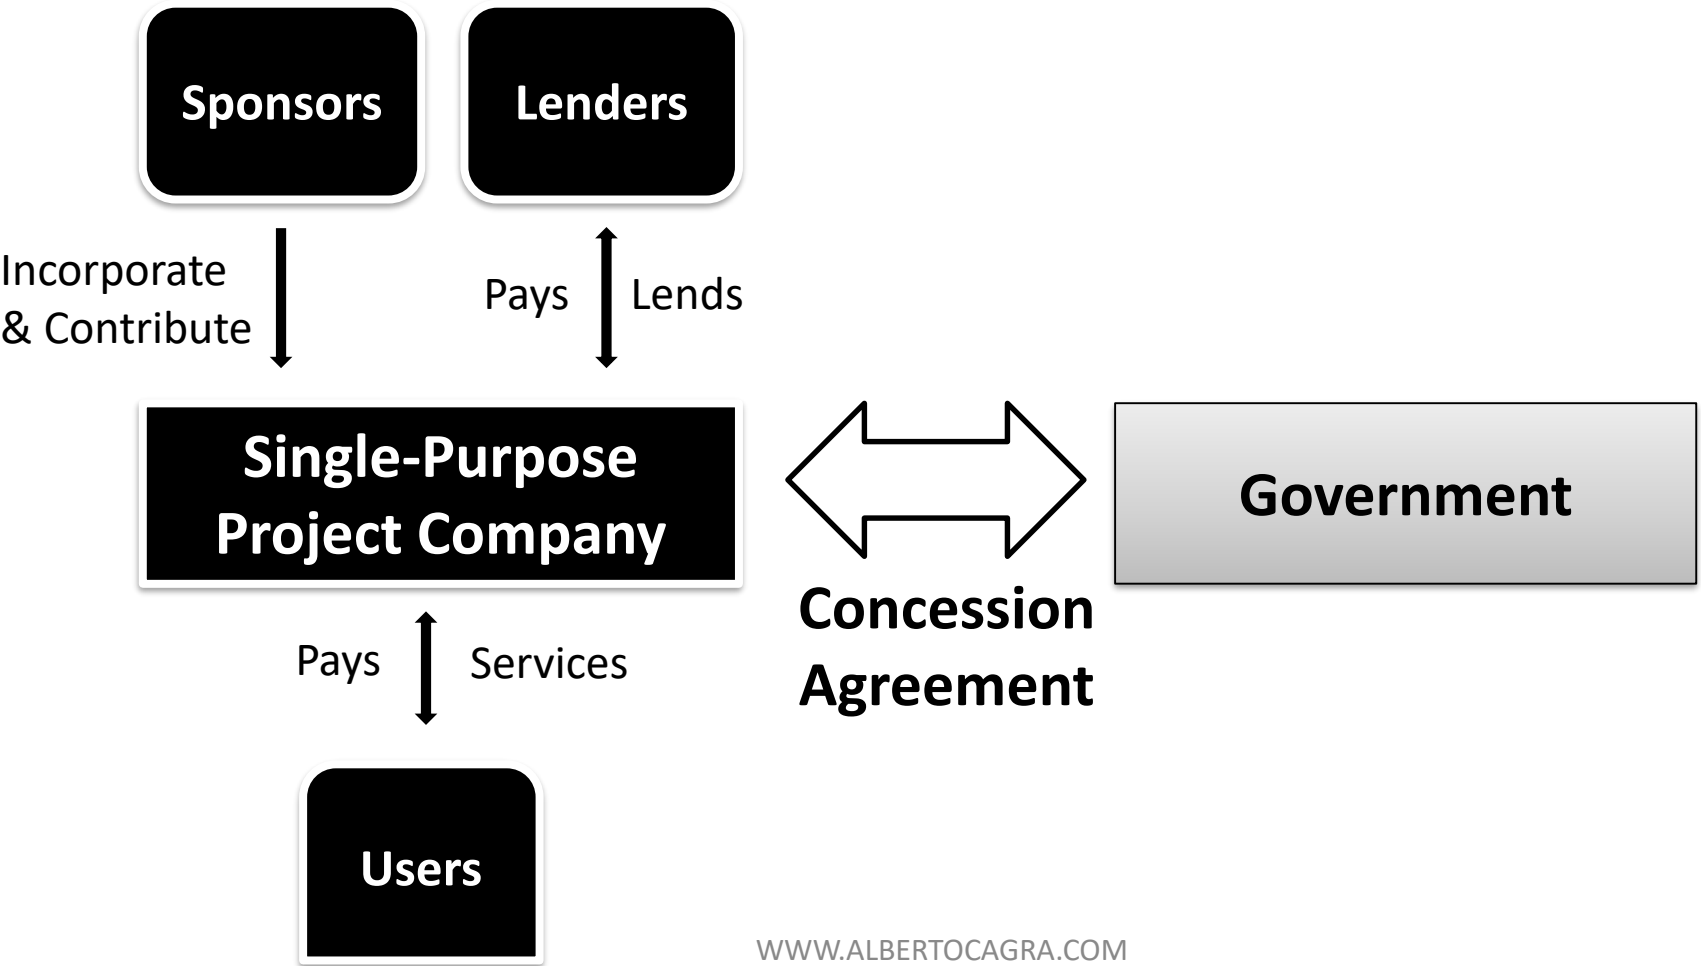 Sponsors
Lenders
Incorporate
& Contribute
Pays
Lends
Single-Purpose
Project Company
Government
Concession
Agreement
Pays
Services
Users
WWW.ALBERTOCAGRA.COM